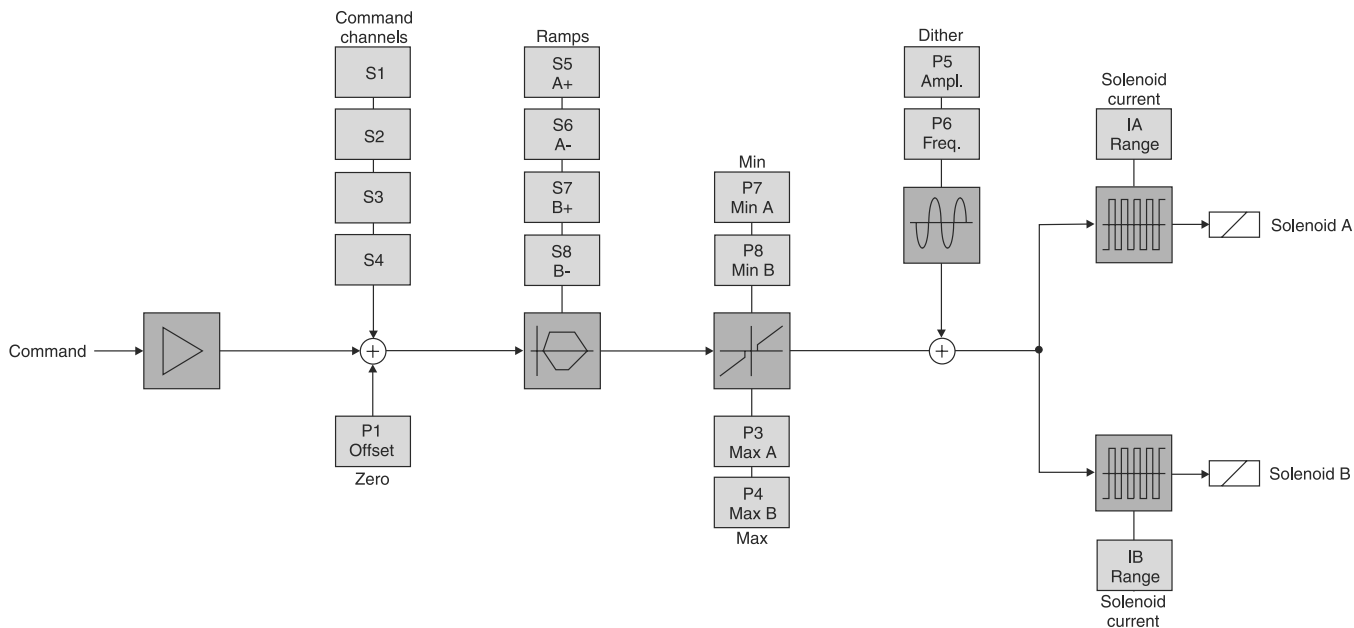 Command
channels
S1
S2
S3
S4
Ramps
S5
A+
S6
A-
S7
B+
S8
B-
Min
P7
Min A
P8
Min B
Dither
P5
Ampl.
P6
Freq.
Solenoid
current
IA
Range
Solenoid A
Command
P1
Offset
Zero
P3
Max A
P4
Max B
Max
Solenoid B
IB
Range
Solenoid
current